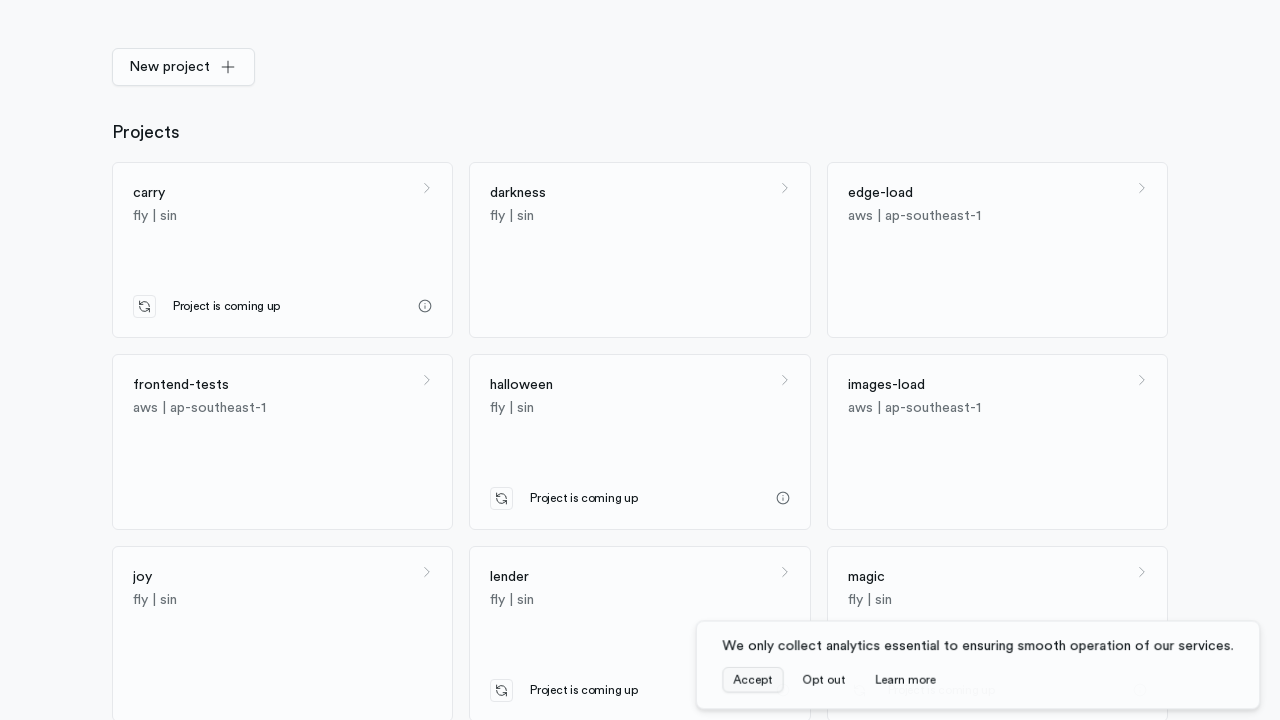 New project
Projects
carry
fly | sin
Project is coming up
darkness
fly | sin
edge-load
aws | ap-southeast-1
frontend-tests
aws | ap-southeast-1
halloween
fly | sin
Project is coming up
images-load
aws | ap-southeast-1
joy
fly | sin
lender
fly | sin
Project is coming up
magic
fly | sin
We only collect analytics essential to ensuring smooth operation of our services.
Accept
Opt out
Learn more